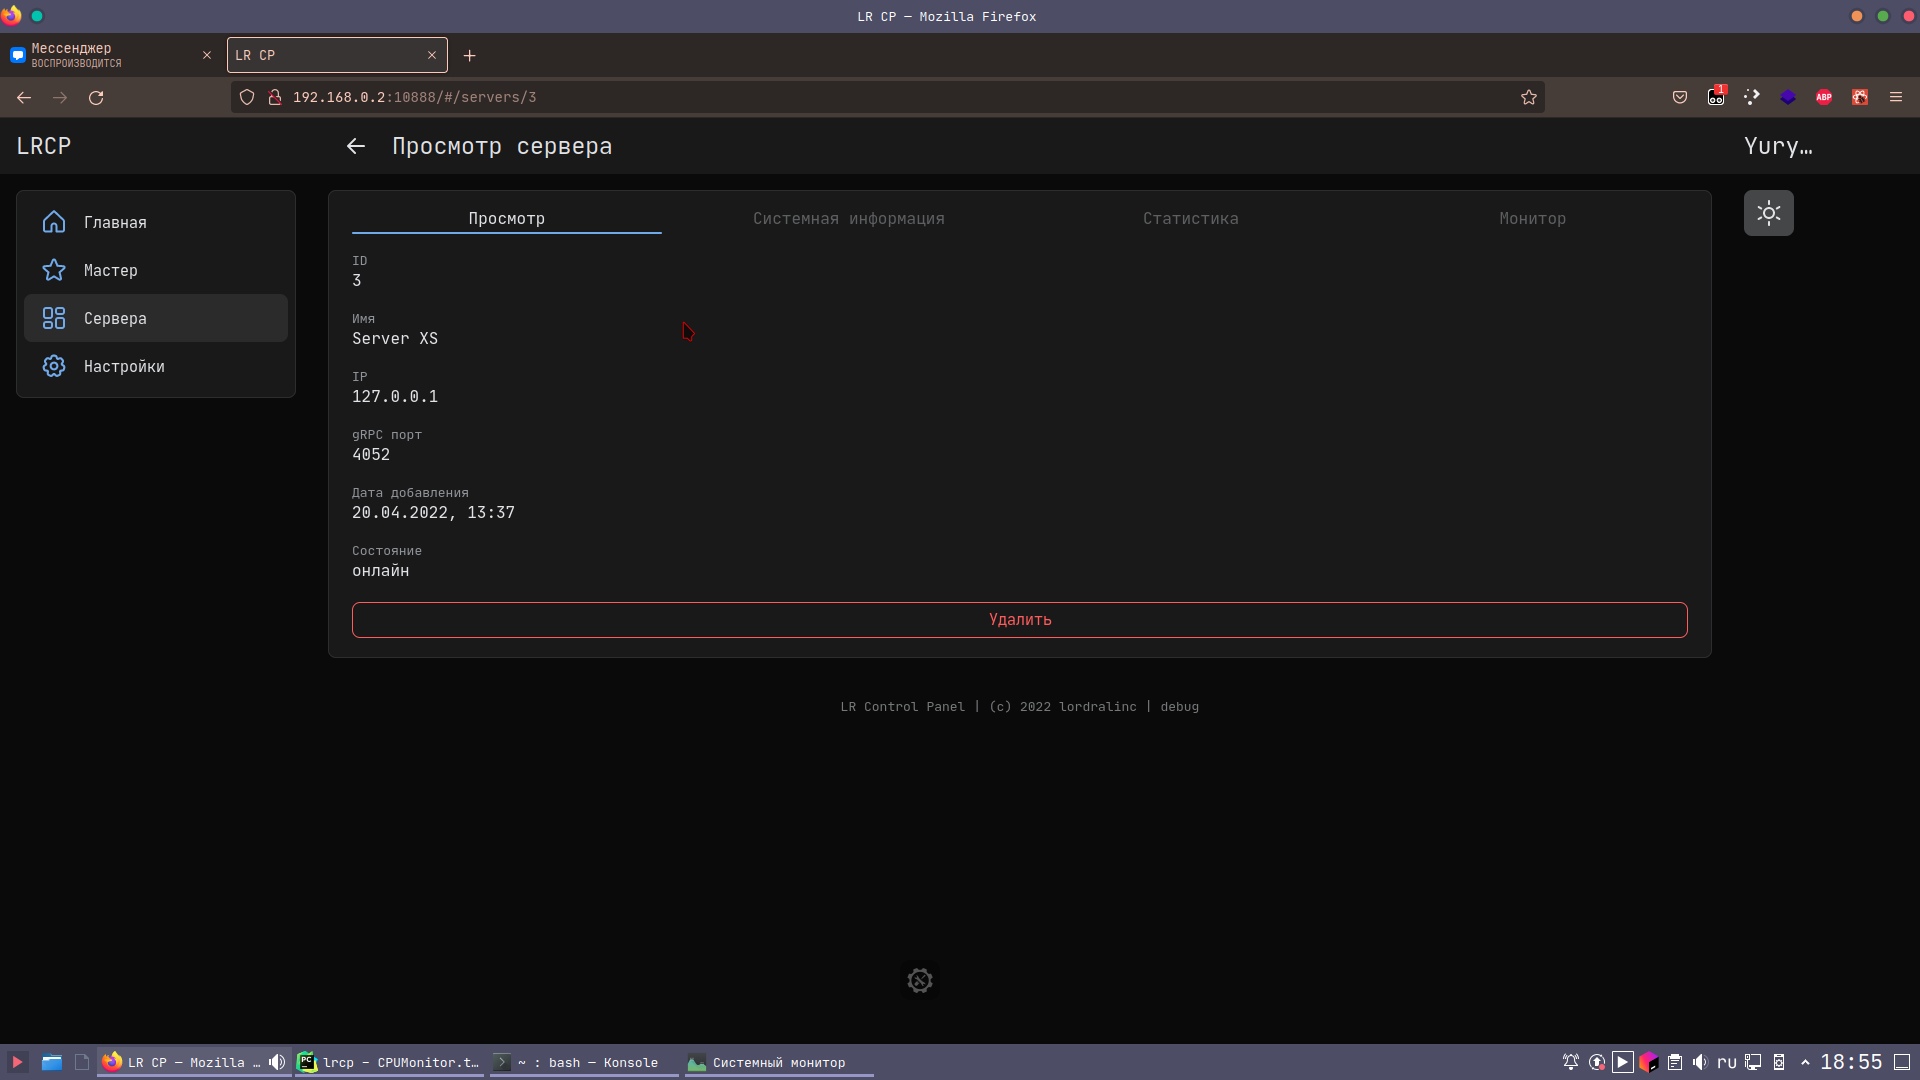 LR CP — Mozilla Firefox
Мессенджер
ВОСПРОИЗВОДИТСЯ
LR CP
192.168.0.2:10888/#/servers/3
1
ABP
LRCP
Просмотр сервера
Yury…
Главная
Мастер
Сервера
Настройки
Просмотр
Системная информация
Статистика
Монитор
ID
3
Имя
Server XS
IP
127.0.0.1
gRPC порт
4052
Дата добавления
20.04.2022, 13:37
Состояние
онлайн
Удалить
LR Control Panel | (c) 2022 lordralinc | debug
LR CP — Mozilla …
PC
lrcp – CPUMonitor.t…
~ : bash — Konsole
Системный монитор
ru
18:55